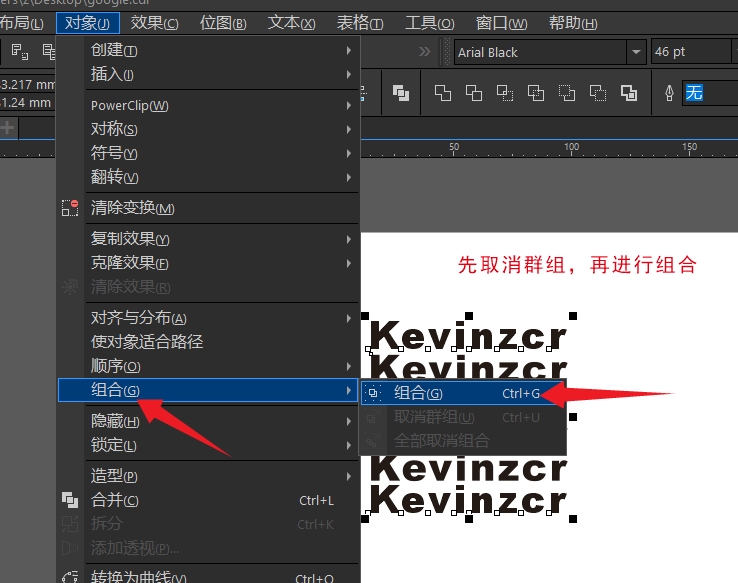 ers\z\Desktop\google.cdr
布局(L) 对象(J) 效果(C) 位图(B) 文本(X) 表格(T) 工具(O) 窗口(W) 帮助(H)
Arial Black 46 pt
3.217 mm
1.24 mm
无
50 100 150
创建(T)
插入(I)
PowerClip(W)
对称(S)
符号(Y)
翻转(V)
清除变换(M)
复制效果(Y)
克隆效果(F)
清除效果(R)
对齐与分布(A)
使对象适合路径
顺序(O)
组合(G)
隐藏(H)
锁定(L)
造型(P)
合并(C) Ctrl+L
拆分 Ctrl+K
添加透视(P)...
转换为曲线(V) Ctrl+Q
先取消群组，再进行组合
Kevinzcr
Kevinzcr
组合(G) Ctrl+G
取消群组(U) Ctrl+U
全部取消组合
Kevinzcr
Kevinzcr